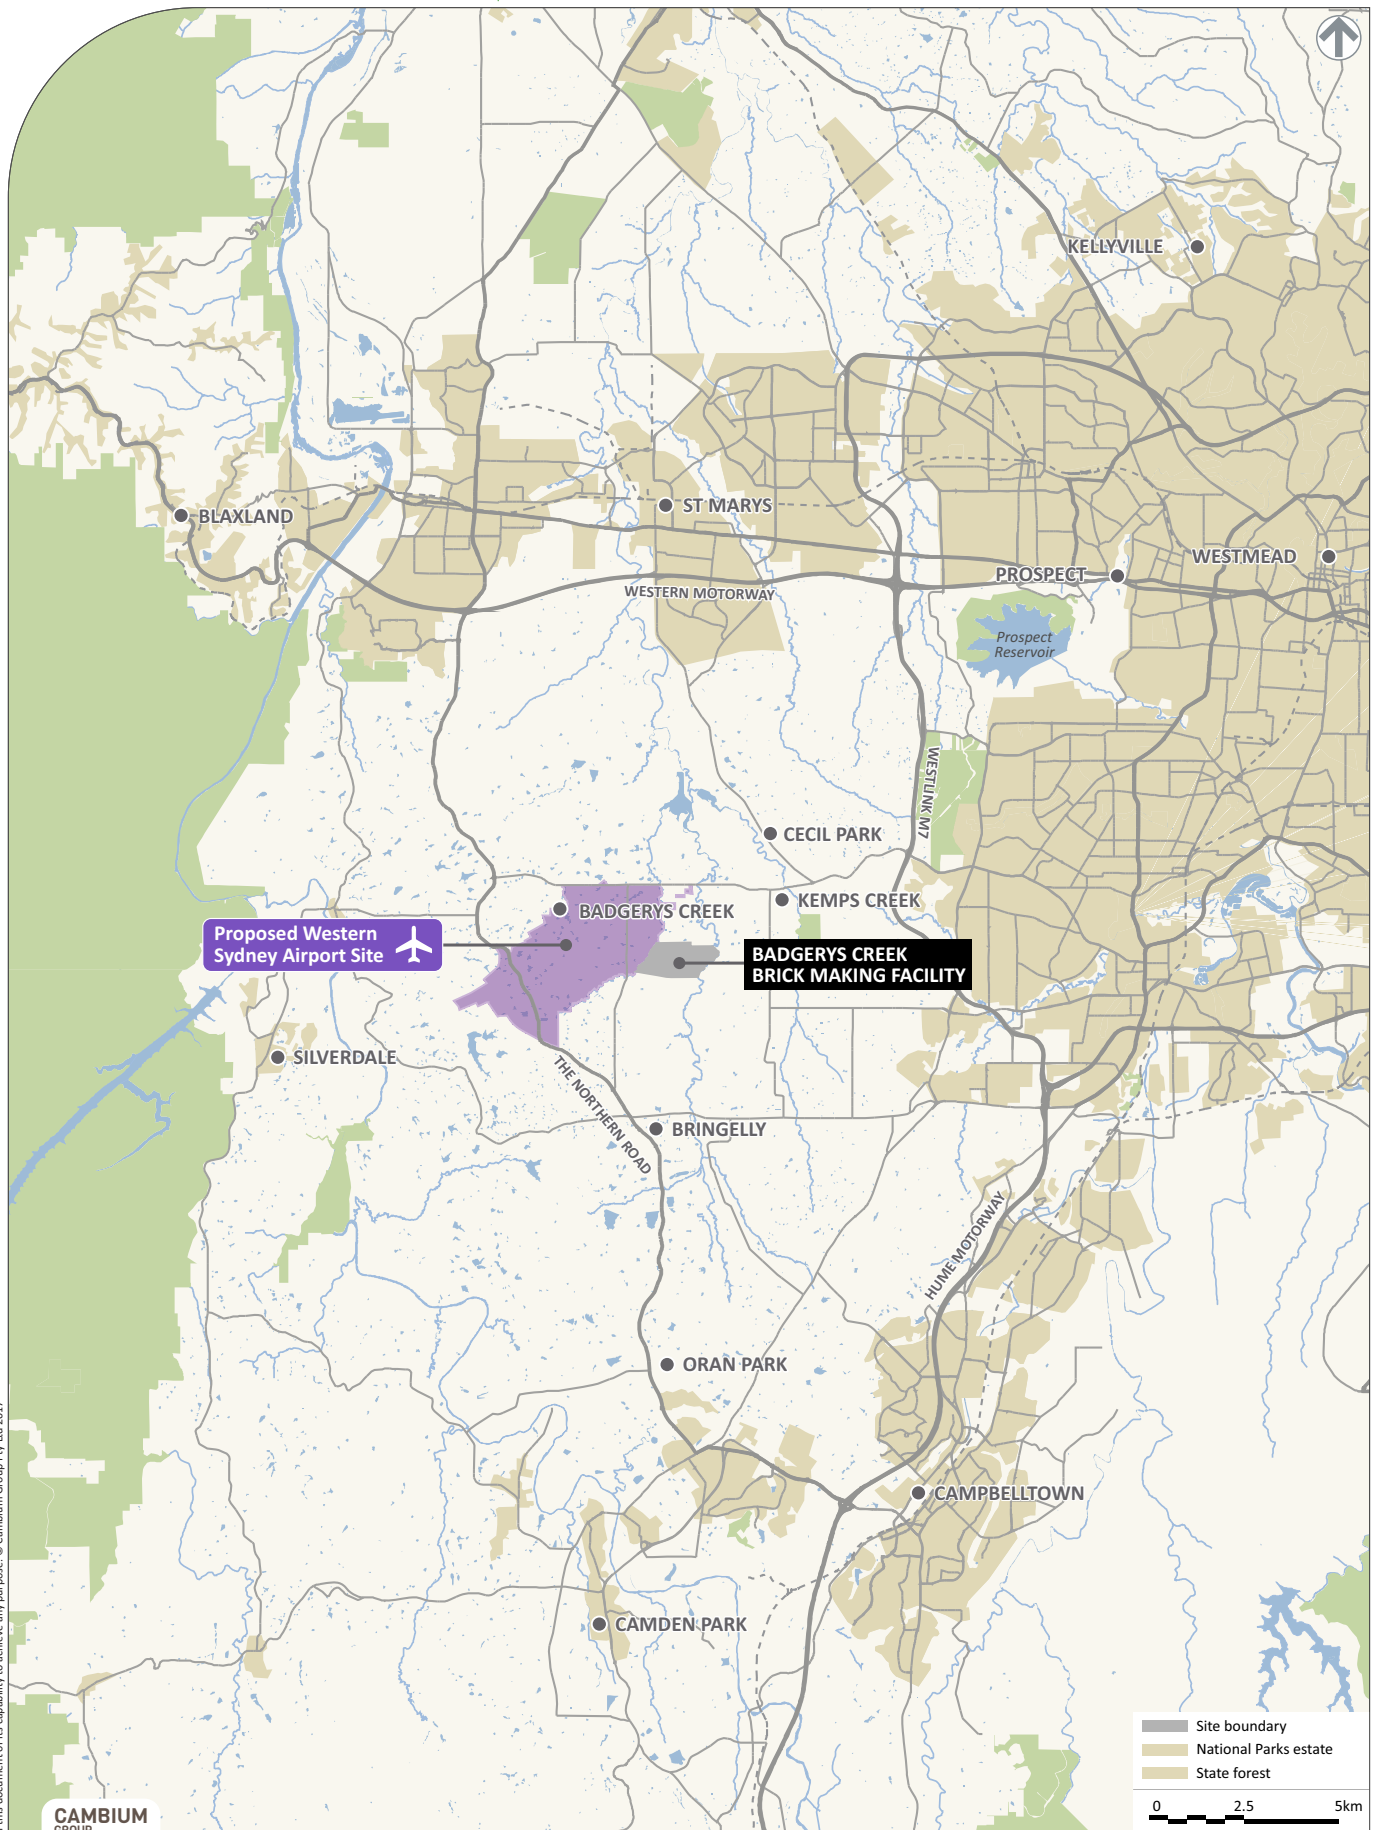 KELLYVILLE
BLAXLAND
ST MARYS
WESTMEAD
PROSPECT
WESTERN MOTORWAY
Prospect
Reservoir
WESTLINK M7
CECIL PARK
KEMPS CREEK
BADGERYS CREEK
Proposed Western
Sydney Airport Site
BADGERYS CREEK
BRICK MAKING FACILITY
SILVERDALE
THE NORTHERN ROAD
BRINGELLY
HUME MOTORWAY
ORAN PARK
CAMPBELLTOWN
CAMDEN PARK
Site boundary
National Parks estate
State forest
0 2.5 5km
CAMBIUM
GROUP